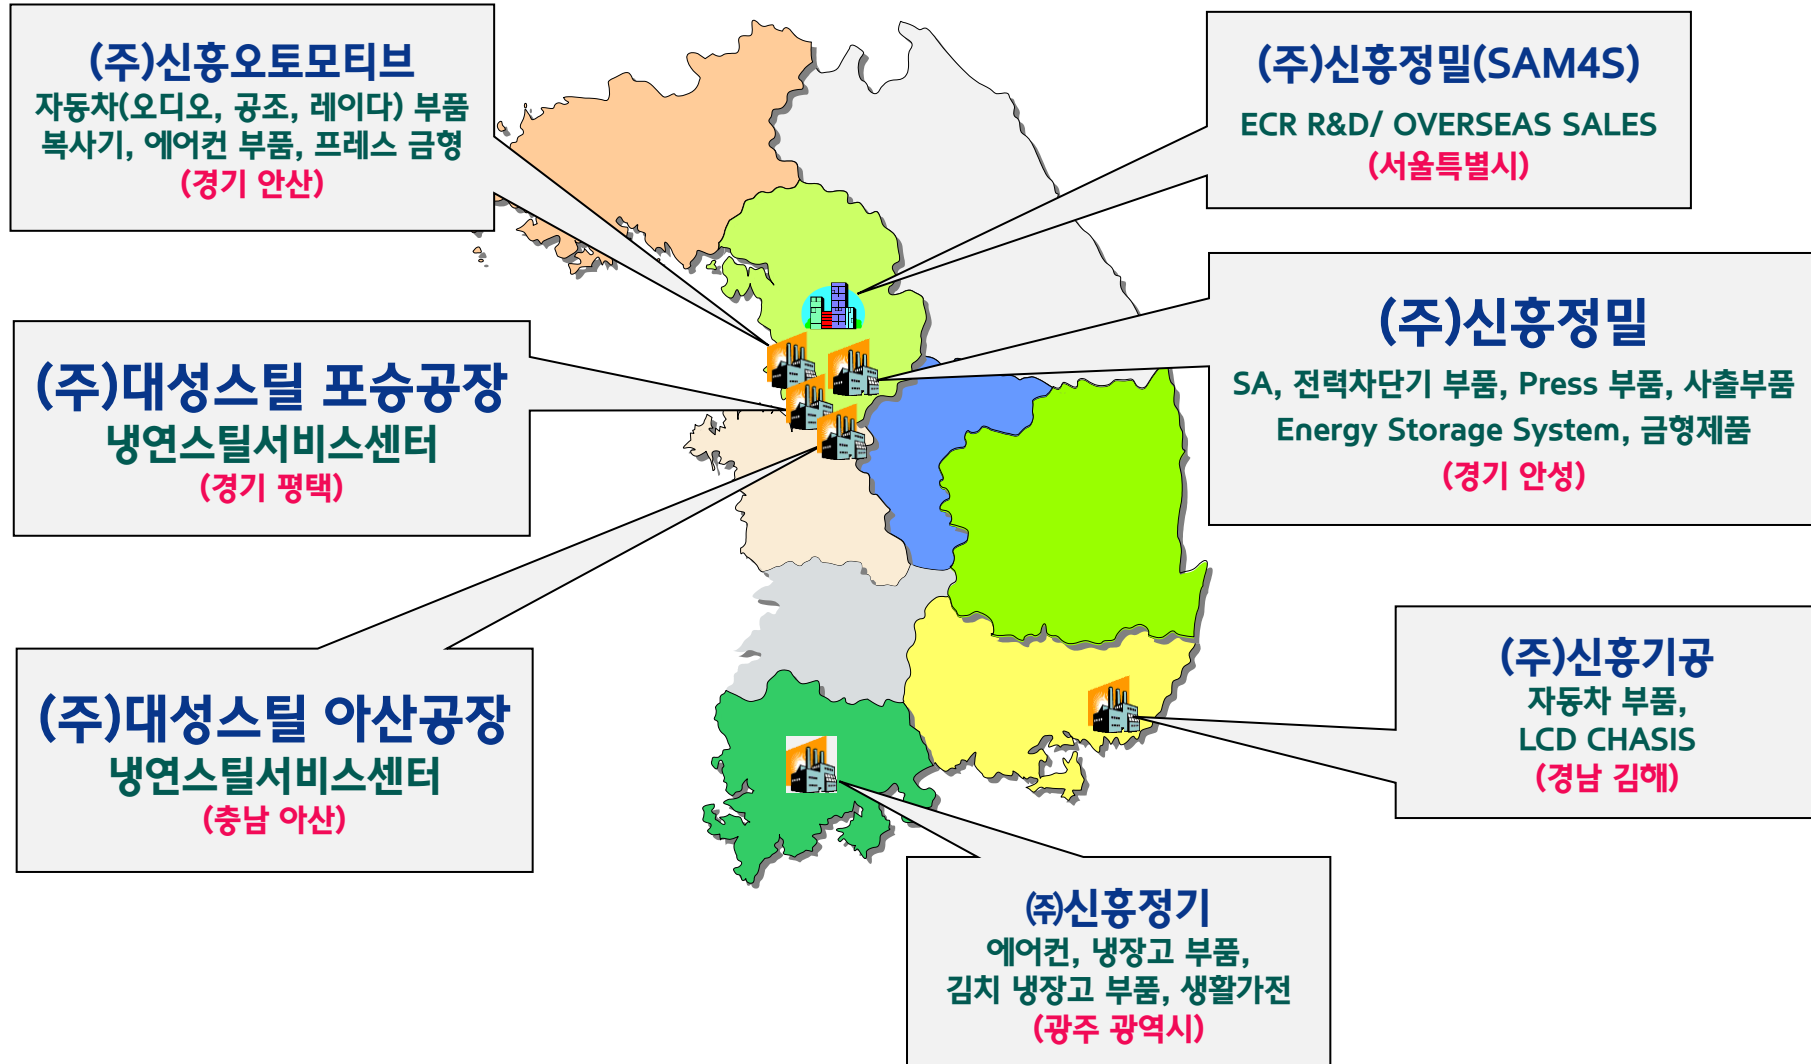 (주)신흥오토모티브
자동차(오디오, 공조, 레이다) 부품
복사기, 에어컨 부품, 프레스 금형
(경기 안산)
(주)신흥정밀(SAM4S)
ECR R&D/ OVERSEAS SALES
(서울특별시)
(주)대성스틸 포승공장
냉연스틸서비스센터
(경기 평택)
(주)신흥정밀
SA, 전력차단기 부품, Press 부품, 사출부품
Energy Storage System, 금형제품
(경기 안성)
(주)대성스틸 아산공장
냉연스틸서비스센터
(충남 아산)
(주)신흥기공
자동차 부품,
LCD CHASIS
(경남 김해)
㈜신흥정기
에어컨, 냉장고 부품,
김치 냉장고 부품, 생활가전
(광주 광역시)